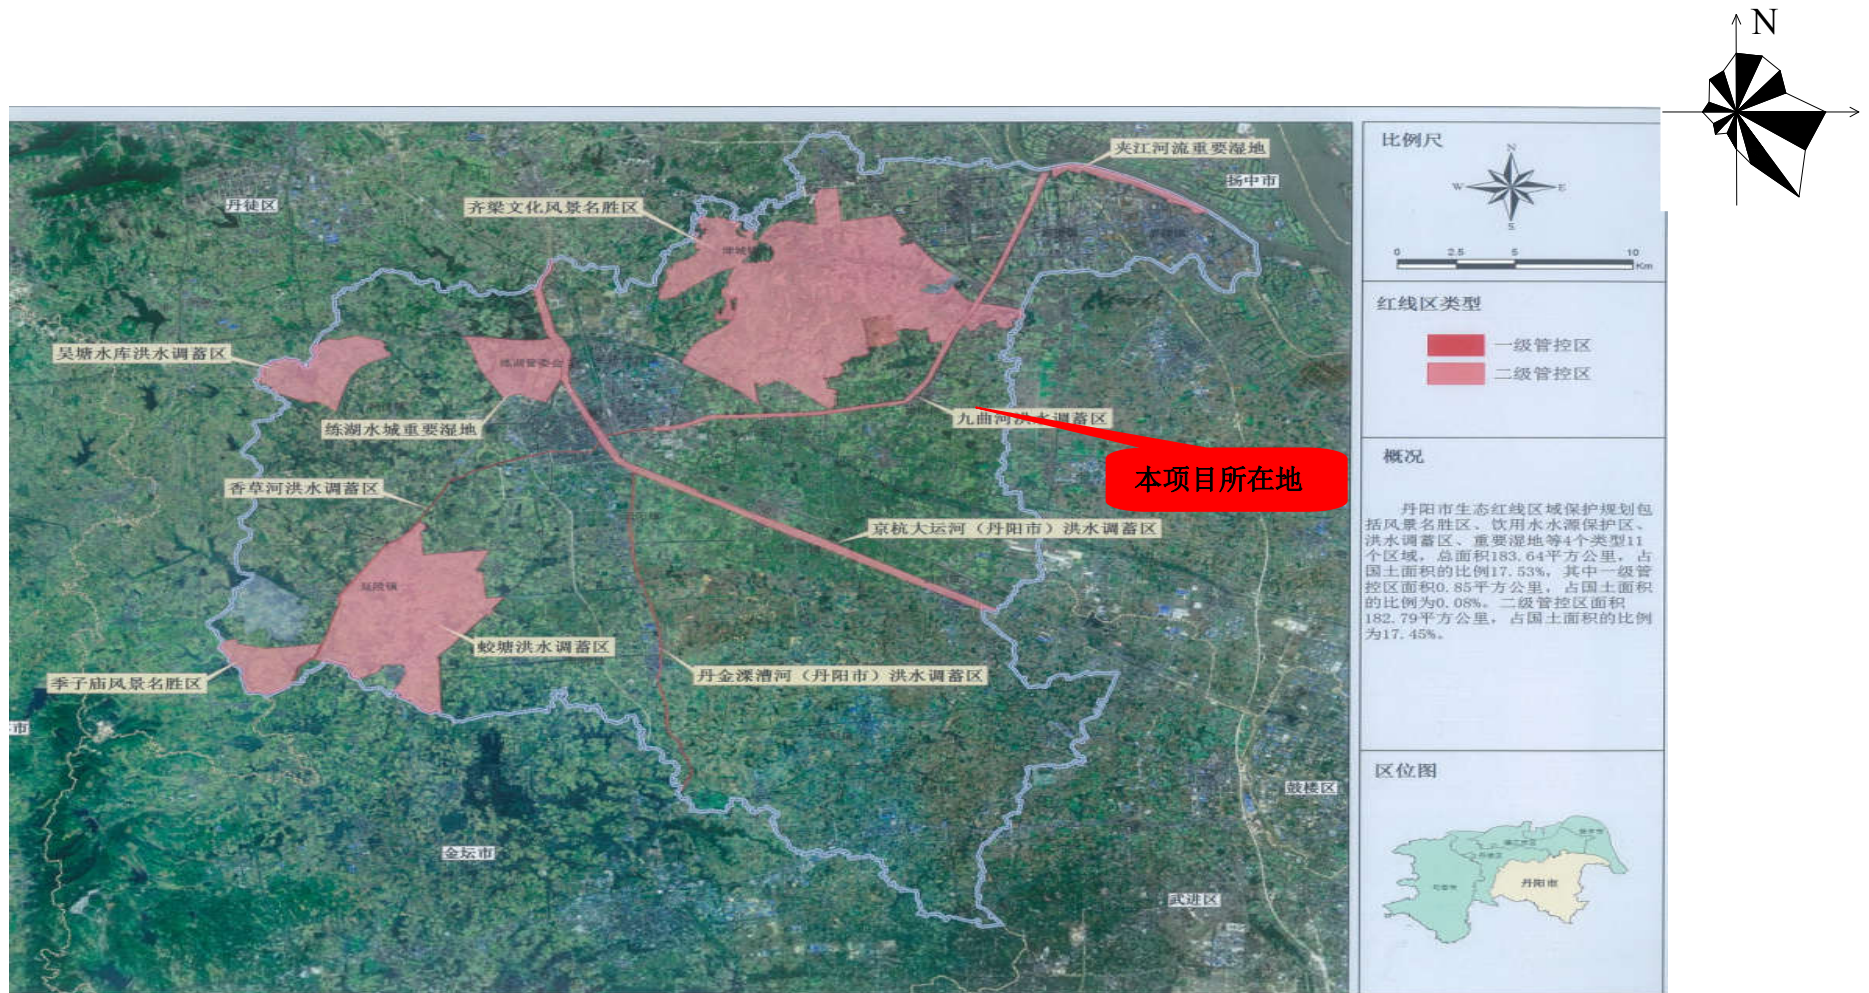 N
夹江河流重要湿地
扬中市
丹徒区
齐梁文化风景名胜区
吴塘水库洪水调蓄区
练湖管委会
练湖水城重要湿地
九曲河洪水调蓄区
本项目所在地
香草河洪水调蓄区
京杭大运河（丹阳市）洪水调蓄区
延陵镇
蛟塘洪水调蓄区
丹金溧漕河（丹阳市）洪水调蓄区
季子庙风景名胜区
市
鼓楼区
金坛市
武进区
比例尺
N
W
E
S
0 2.5 5 10
Km
红线区类型
一级管控区
二级管控区
概况
丹阳市生态红线区域保护规划包
括风景名胜区、饮用水水源保护区、
洪水调蓄区、重要湿地等4个类型11
个区域，总面积183.64平方公里，占
国土面积的比例17.53%，其中一级管
控区面积0.85平方公里，占国土面积
的比例为0.08%。二级管控区面积
182.79平方公里，占国土面积的比例
为17.45%。
区位图
丹阳市